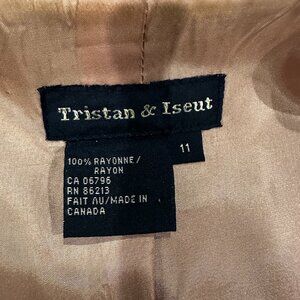 Tristan & Iseut
11
100% RAYONNE/
RAYON
CA 06796
RN 86213
FAIT AU/MADE IN
CANADA